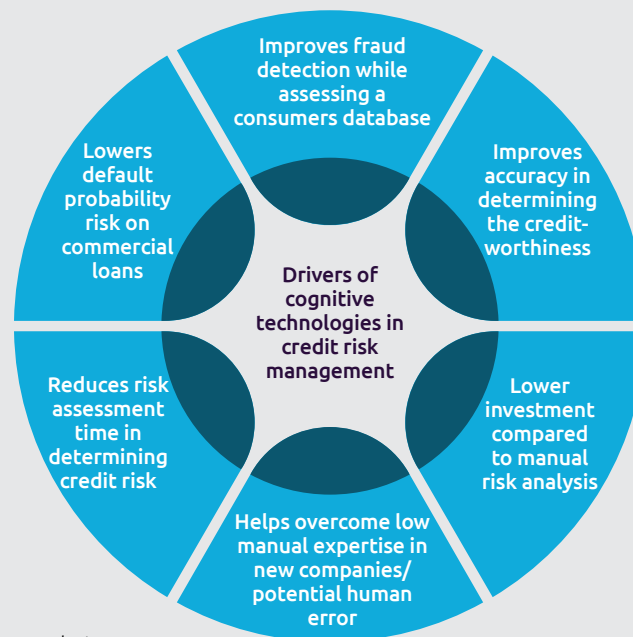 Improves fraud
detection while
assessing a
consumers database
Improves
accuracy in
determining
the credit-
worthiness
Lower
investment
compared
to manual
risk analysis
Helps overcome low
manual expertise in
new companies/
potential human
error
Reduces risk
assessment
time in
determining
credit risk
Lowers
default
probability
risk on
commercial
loans
Drivers of
cognitive
technologies in
credit risk
management